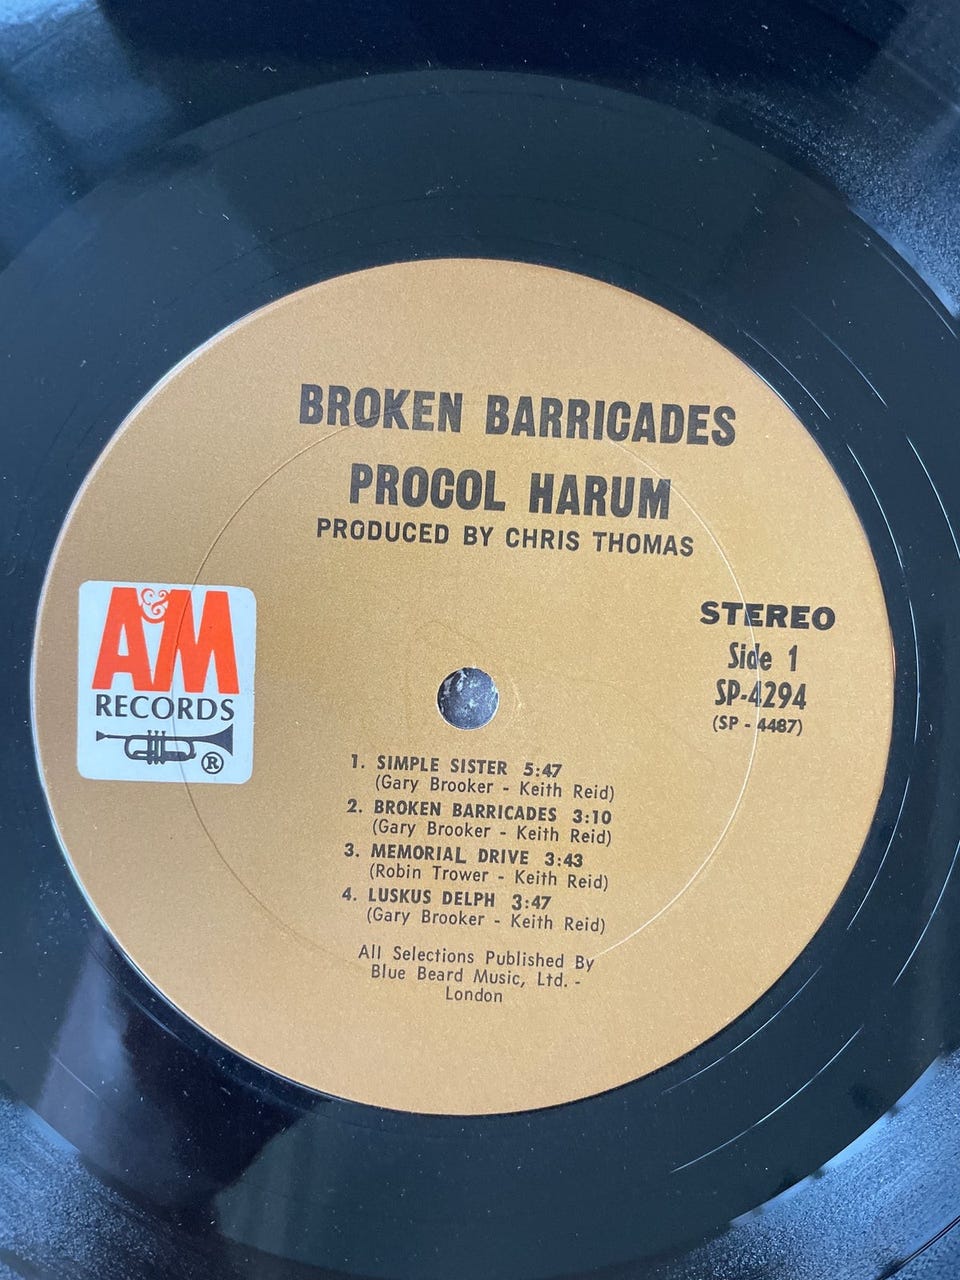 BROKEN BARRICADES
PROCOL HARUM
PRODUCED BY CHRIS THOMAS
A&M
RECORDS
®
STEREO
Side 1
SP-4294
(SP - 4487)
1. SIMPLE SISTER 5:47
(Gary Brooker - Keith Reid)
2. BROKEN BARRICADES 3:10
(Gary Brooker - Keith Reid)
3. MEMORIAL DRIVE 3:43
(Robin Trower - Keith Reid)
4. LUSKUS DELPH 3:47
(Gary Brooker - Keith Reid)
All Selections Published By
Blue Beard Music, Ltd. -
London